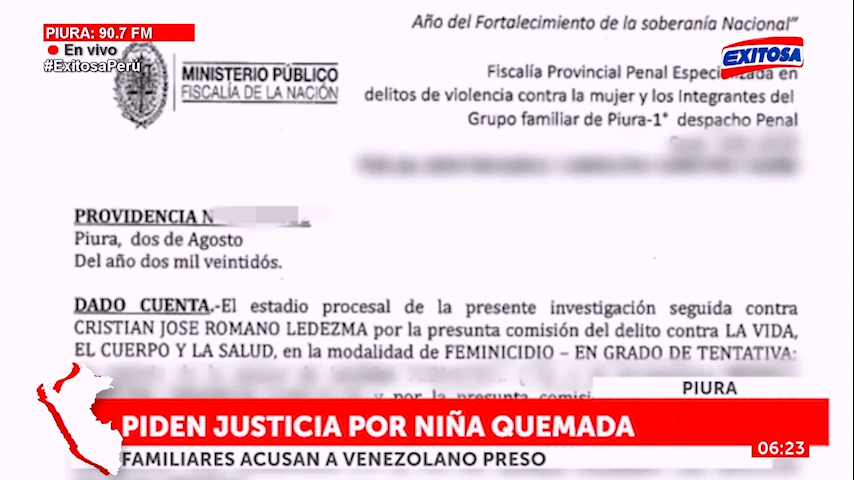 PIURA: 90.7 FM
En vivo
#ExitosaPerú
EXITOSA
Año del Fortalecimiento de la soberanía Nacional"
MINISTERIO PÚBLICO
FISCALÍA DE LA NACIÓN
Fiscalía Provincial Penal Especializada en
delitos de violencia contra la mujer y los Integrantes del
Grupo familiar de Piura-1° despacho Penal
PROVIDENCIA N
Piura, dos de Agosto
Del año dos mil veintidós.
DADO CUENTA.-El estadio procesal de la presente investigación seguida contra
CRISTIAN JOSE ROMANO LEDEZMA por la presunta comisión del delito contra LA VIDA,
EL CUERPO Y LA SALUD, en la modalidad de FEMINICIDIO – EN GRADO DE TENTATIVA:
y por la presunta
PIURA
PIDEN JUSTICIA POR NIÑA QUEMADA
FAMILIARES ACUSAN A VENEZOLANO PRESO
06:23